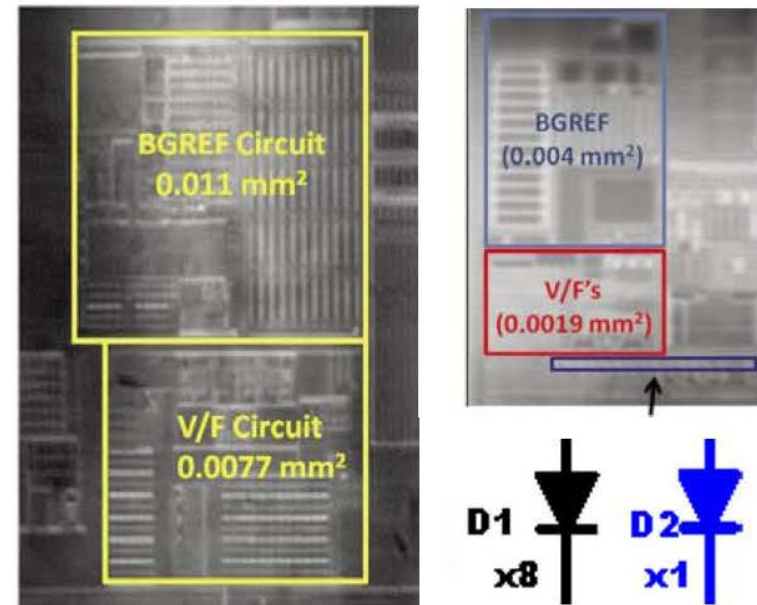 BGREF Circuit
0.011 mm²
V/F Circuit
0.0077 mm²
BGREF
(0.004 mm²)
V/F's
(0.0019 mm²)
D1
x8
D2
x1